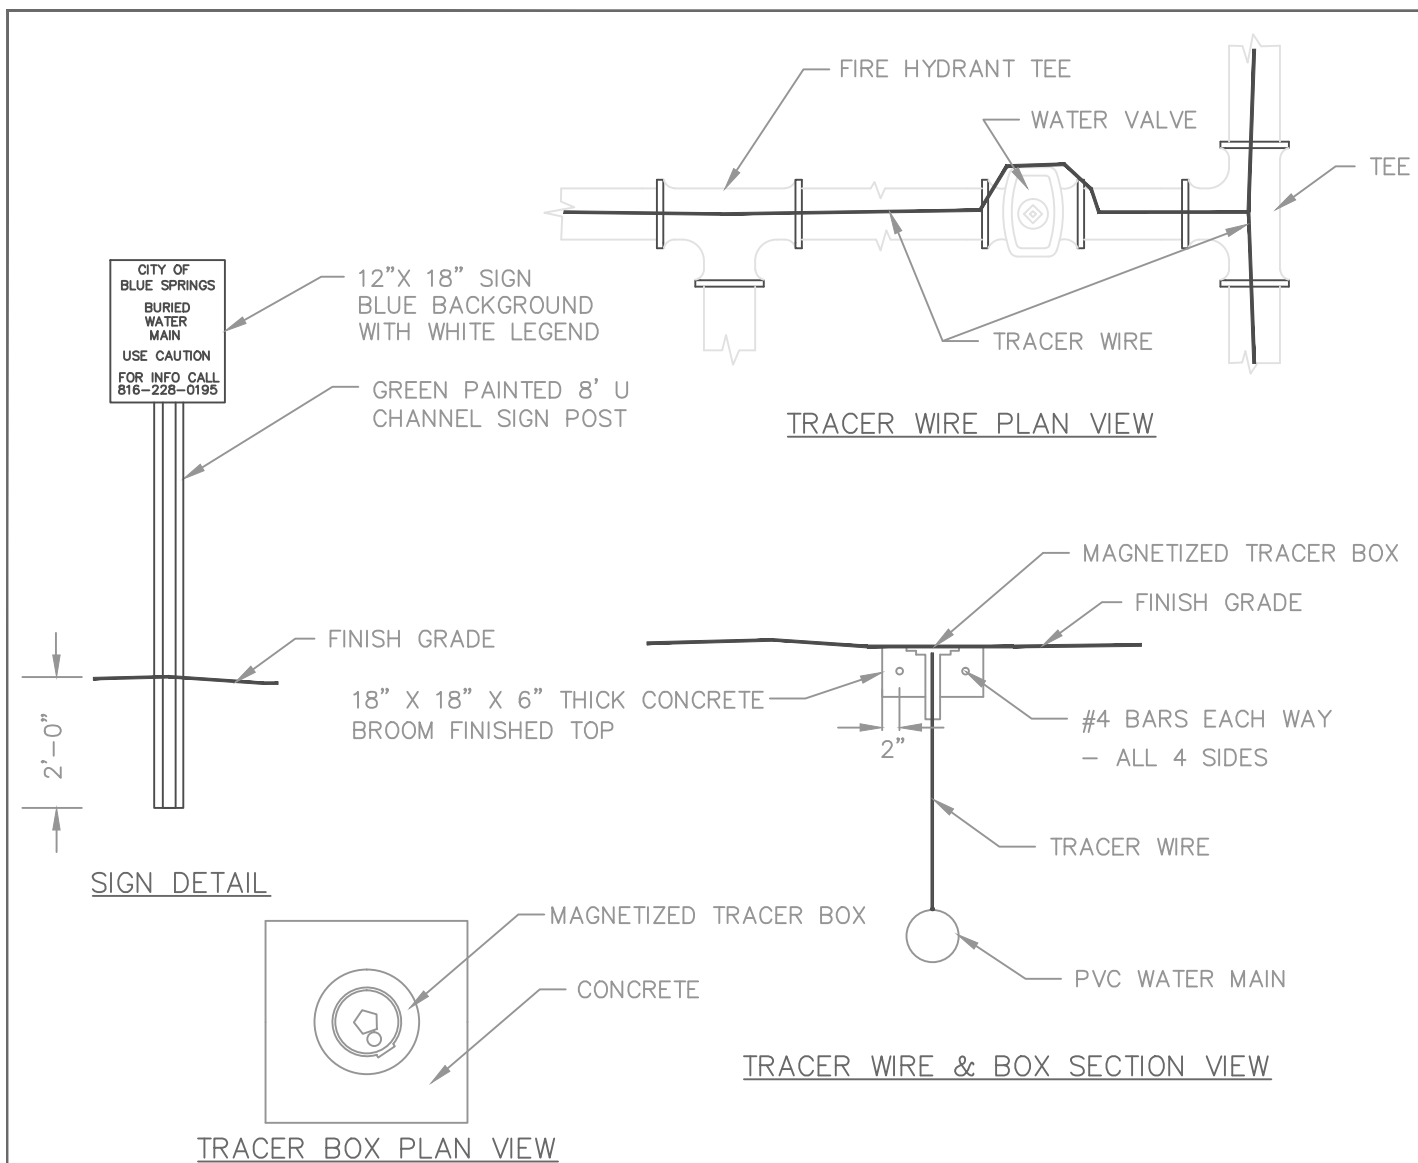 FIRE HYDRANT TEE
WATER VALVE
TEE
TRACER WIRE
TRACER WIRE PLAN VIEW
CITY OF
BLUE SPRINGS
BURIED
WATER
MAIN
USE CAUTION
FOR INFO CALL
816-228-0195
12"X 18" SIGN
BLUE BACKGROUND
WITH WHITE LEGEND
GREEN PAINTED 8' U
CHANNEL SIGN POST
FINISH GRADE
2'-0"
SIGN DETAIL
MAGNETIZED TRACER BOX
FINISH GRADE
18" X 18" X 6" THICK CONCRETE
BROOM FINISHED TOP
2"
#4 BARS EACH WAY
- ALL 4 SIDES
TRACER WIRE
PVC WATER MAIN
TRACER WIRE & BOX SECTION VIEW
MAGNETIZED TRACER BOX
CONCRETE
TRACER BOX PLAN VIEW